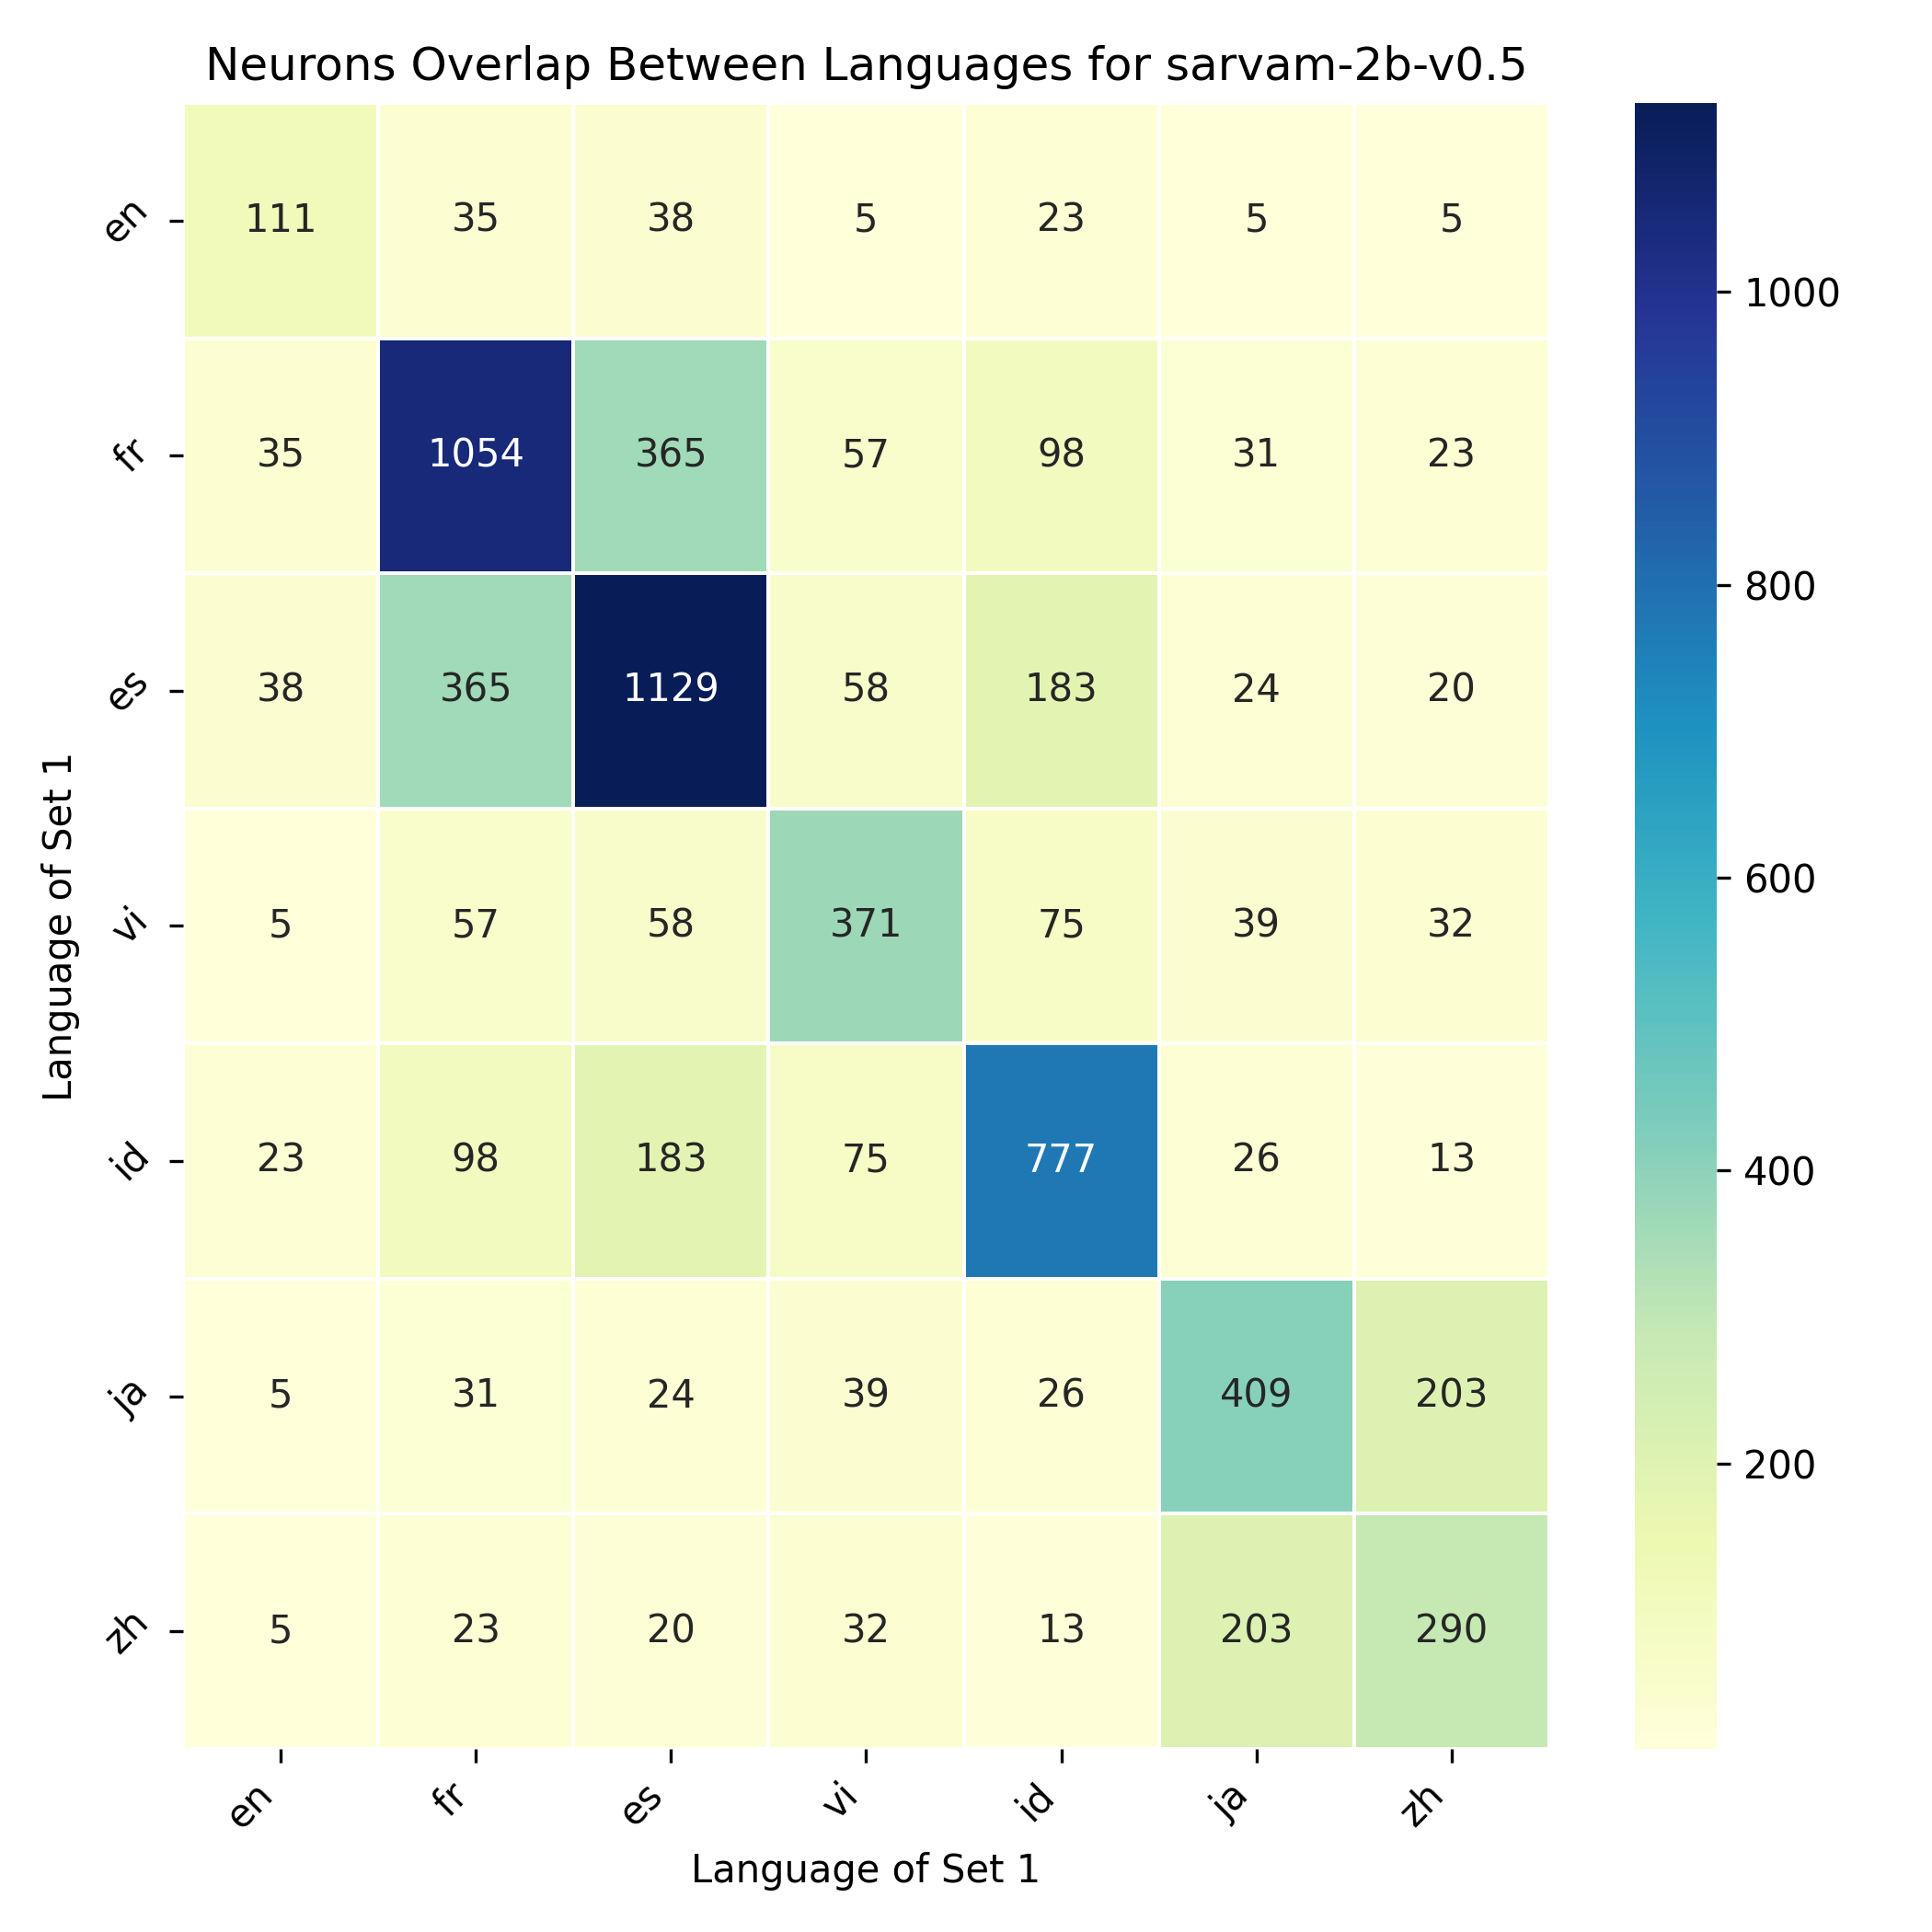 Neurons Overlap Between Languages for sarvam-2b-v0.5
en 111 35 38 5 23 5 5
fr 35 1054 365 57 98 31 23
es 38 365 1129 58 183 24 20
vi 5 57 58 371 75 39 32
id 23 98 183 75 777 26 13
ja 5 31 24 39 26 409 203
zh 5 23 20 32 13 203 290
en fr es vi id ja zh
Language of Set 1
Language of Set 1
1000
800
600
400
200